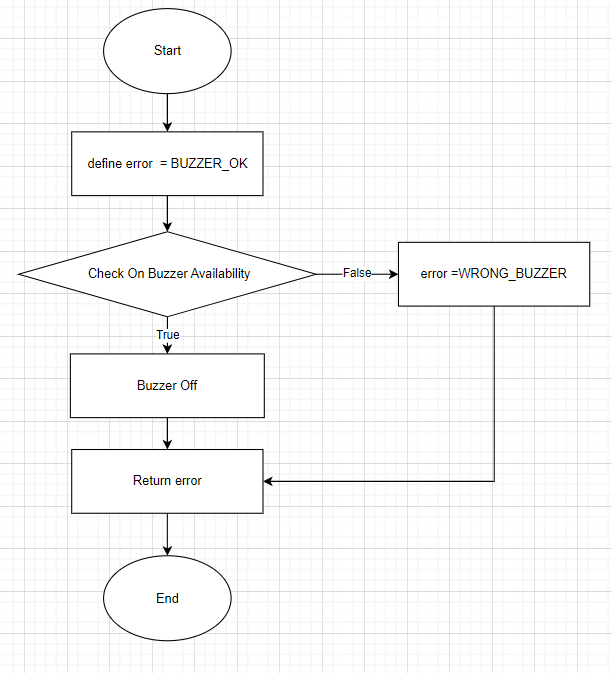 Start
define error  = BUZZER_OK
Check On Buzzer Availability
False
error =WRONG_BUZZER
True
Buzzer Off
Return error
End